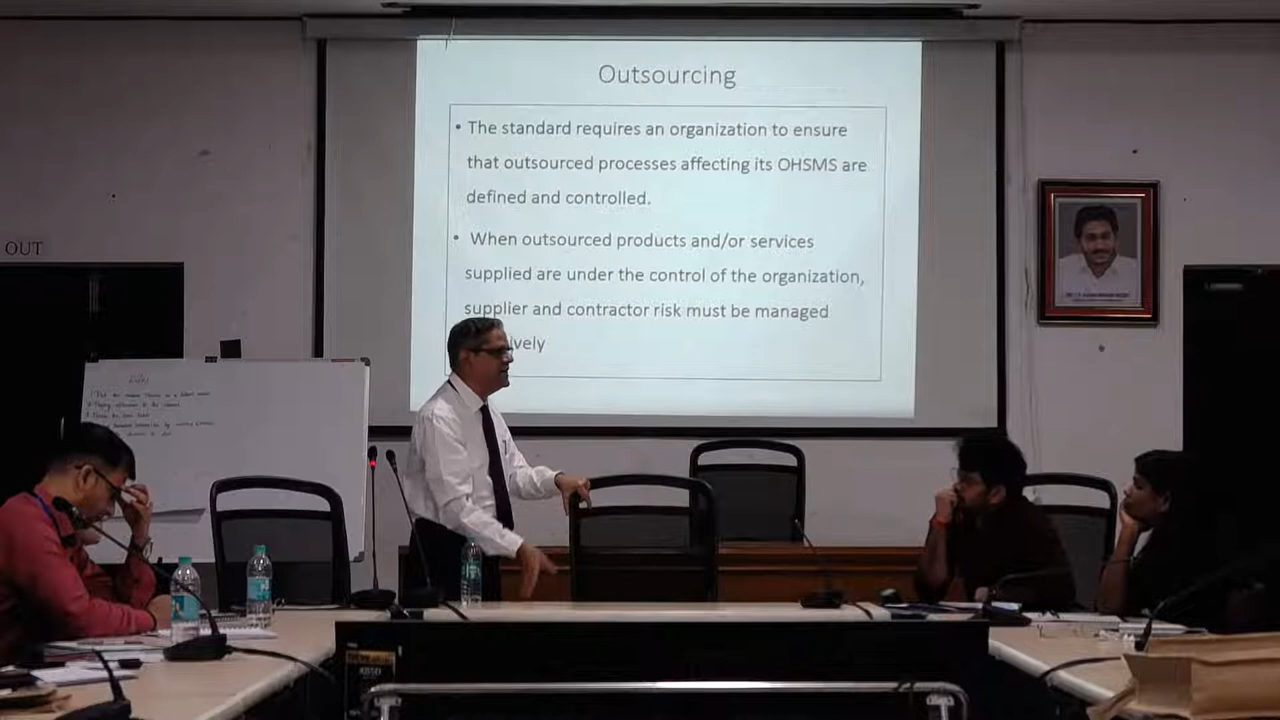 Outsourcing
• The standard requires an organization to ensure
that outsourced processes affecting its OHSMS are
defined and controlled.
• When outsourced products and/or services
supplied are under the control of the organization,
supplier and contractor risk must be managed
ively
OUT